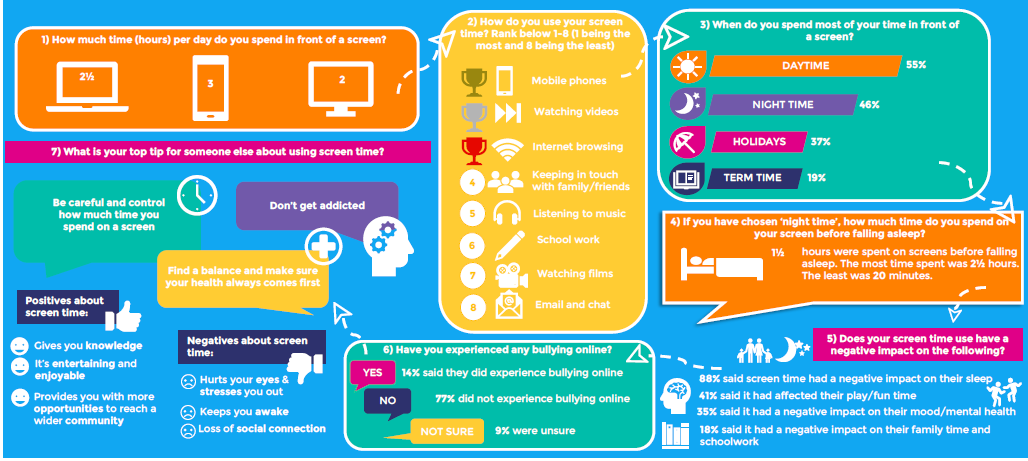 1) How much time (hours) per day do you spend in front of a screen?
2½
3
2
2) How do you use your screen
time? Rank below 1-8 (1 being the
most and 8 being the least)
Mobile phones
Watching videos
Internet browsing
4
Keeping in touch
with family/friends
5
Listening to music
6
School work
7
Watching films
8
Email and chat
3) When do you spend most of your time in front of
a screen?
DAYTIME
55%
NIGHT TIME
46%
HOLIDAYS
37%
TERM TIME
19%
4) If you have chosen 'night time', how much time do you spend on
your screen before falling asleep?
1½ hours were spent on screens before falling
asleep. The most time spent was 2½ hours.
The least was 20 minutes.
5) Does your screen time use have a
negative impact on the following?
88% said screen time had a negative impact on their sleep
41% said it had affected their play/fun time
35% said it had a negative impact on their mood/mental health
18% said it had a negative impact on their family time and
schoolwork
6) Have you experienced any bullying online?
YES
14% said they did experience bullying online
NO
77% did not experience bullying online
NOT SURE
9% were unsure
7) What is your top tip for someone else about using screen time?
Be careful and control
how much time you
spend on a screen
Don't get addicted
Find a balance and make sure
your health always comes first
Positives about
screen time:
Gives you knowledge
It's entertaining and
enjoyable
Provides you with more
opportunities to reach a
wider community
Negatives about screen
time:
Hurts your eyes &
stresses you out
Keeps you awake
Loss of social connection